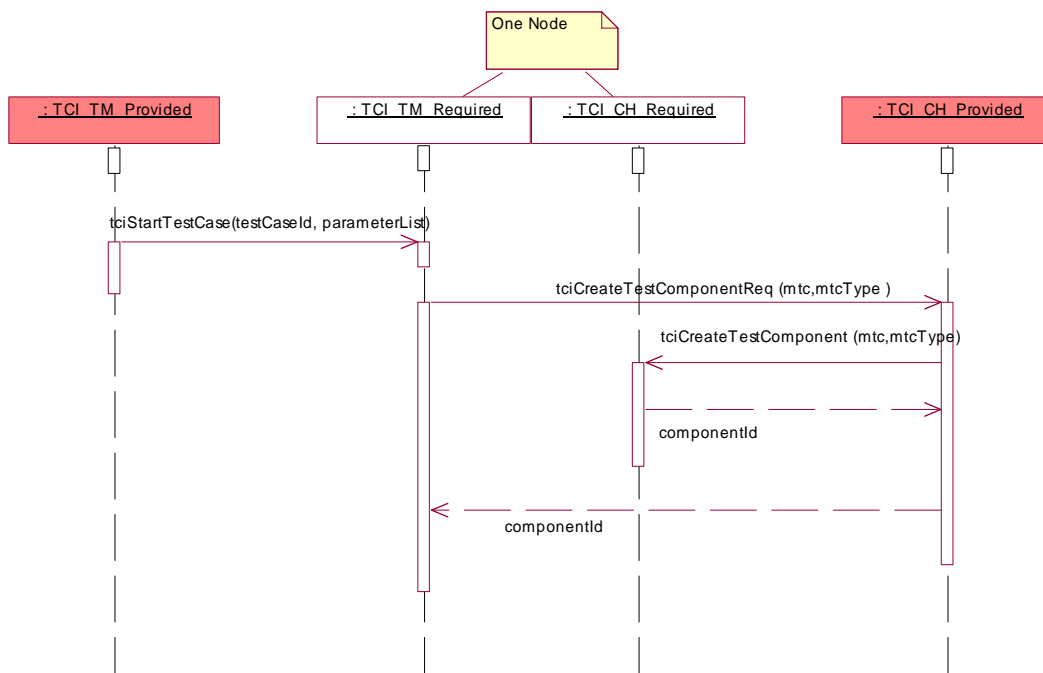 One Node
: TCI_TM_Provided
: TCI_TM_Required
: TCI_CH_Required
: TCI_CH_Provided
tciStartTestCase(testCaseId, parameterList)
tciCreateTestComponentReq (mtc,mtcType )
tciCreateTestComponent (mtc,mtcType)
componentId
componentId